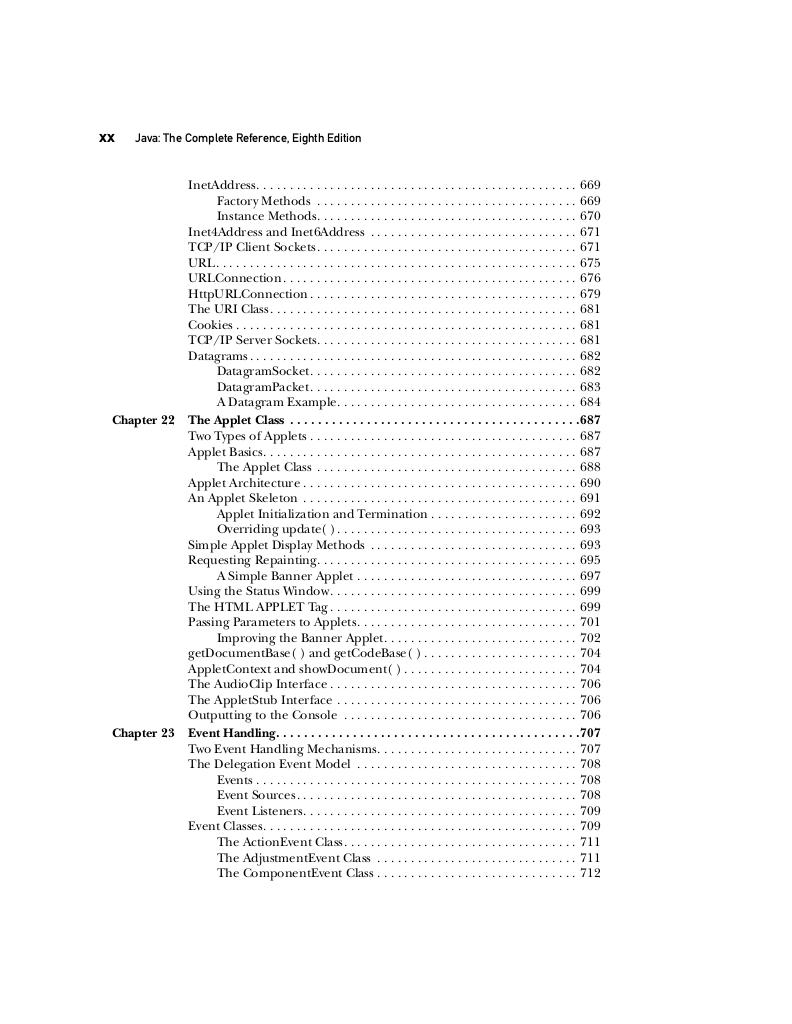 xx Java: The Complete Reference, Eighth Edition
InetAddress. . . . . . . . . . . . . . . . . . . . . . . . . . . . . . . . . . . . . . . . . . . . . . . 669
Factory Methods . . . . . . . . . . . . . . . . . . . . . . . . . . . . . . . . . . . . . . 669
Instance Methods. . . . . . . . . . . . . . . . . . . . . . . . . . . . . . . . . . . . . . 670
Inet4Address and Inet6Address . . . . . . . . . . . . . . . . . . . . . . . . . . . . . . 671
TCP/IP Client Sockets. . . . . . . . . . . . . . . . . . . . . . . . . . . . . . . . . . . . . . 671
URL. . . . . . . . . . . . . . . . . . . . . . . . . . . . . . . . . . . . . . . . . . . . . . . . . . . . . 675
URLConnection . . . . . . . . . . . . . . . . . . . . . . . . . . . . . . . . . . . . . . . . . . . 676
HttpURLConnection . . . . . . . . . . . . . . . . . . . . . . . . . . . . . . . . . . . . . . . 679
The URI Class. . . . . . . . . . . . . . . . . . . . . . . . . . . . . . . . . . . . . . . . . . . . . 681
Cookies . . . . . . . . . . . . . . . . . . . . . . . . . . . . . . . . . . . . . . . . . . . . . . . . . . 681
TCP/IP Server Sockets. . . . . . . . . . . . . . . . . . . . . . . . . . . . . . . . . . . . . . 681
Datagrams . . . . . . . . . . . . . . . . . . . . . . . . . . . . . . . . . . . . . . . . . . . . . . . . 682
DatagramSocket. . . . . . . . . . . . . . . . . . . . . . . . . . . . . . . . . . . . . . . 682
DatagramPacket. . . . . . . . . . . . . . . . . . . . . . . . . . . . . . . . . . . . . . . 683
A Datagram Example. . . . . . . . . . . . . . . . . . . . . . . . . . . . . . . . . . . 684
Chapter 22 The Applet Class . . . . . . . . . . . . . . . . . . . . . . . . . . . . . . . . . . . . . . . . . .687
Two Types of Applets . . . . . . . . . . . . . . . . . . . . . . . . . . . . . . . . . . . . . . . 687
Applet Basics. . . . . . . . . . . . . . . . . . . . . . . . . . . . . . . . . . . . . . . . . . . . . . 687
The Applet Class . . . . . . . . . . . . . . . . . . . . . . . . . . . . . . . . . . . . . . 688
Applet Architecture . . . . . . . . . . . . . . . . . . . . . . . . . . . . . . . . . . . . . . . . 690
An Applet Skeleton . . . . . . . . . . . . . . . . . . . . . . . . . . . . . . . . . . . . . . . . 691
Applet Initialization and Termination . . . . . . . . . . . . . . . . . . . . . . 692
Overriding update( ) . . . . . . . . . . . . . . . . . . . . . . . . . . . . . . . . . . . 693
Simple Applet Display Methods . . . . . . . . . . . . . . . . . . . . . . . . . . . . . . 693
Requesting Repainting. . . . . . . . . . . . . . . . . . . . . . . . . . . . . . . . . . . . . . 695
A Simple Banner Applet . . . . . . . . . . . . . . . . . . . . . . . . . . . . . . . . 697
Using the Status Window. . . . . . . . . . . . . . . . . . . . . . . . . . . . . . . . . . . . 699
The HTML APPLET Tag . . . . . . . . . . . . . . . . . . . . . . . . . . . . . . . . . . . . 699
Passing Parameters to Applets. . . . . . . . . . . . . . . . . . . . . . . . . . . . . . . . 701
Improving the Banner Applet. . . . . . . . . . . . . . . . . . . . . . . . . . . . 702
getDocumentBase( ) and getCodeBase( ) . . . . . . . . . . . . . . . . . . . . . . . 704
AppletContext and showDocument( ) . . . . . . . . . . . . . . . . . . . . . . . . . . 704
The AudioClip Interface . . . . . . . . . . . . . . . . . . . . . . . . . . . . . . . . . . . . 706
The AppletStub Interface . . . . . . . . . . . . . . . . . . . . . . . . . . . . . . . . . . . 706
Outputting to the Console . . . . . . . . . . . . . . . . . . . . . . . . . . . . . . . . . . 706
Chapter 23 Event Handling. . . . . . . . . . . . . . . . . . . . . . . . . . . . . . . . . . . . . . . . . . . .707
Two Event Handling Mechanisms. . . . . . . . . . . . . . . . . . . . . . . . . . . . . 707
The Delegation Event Model . . . . . . . . . . . . . . . . . . . . . . . . . . . . . . . . 708
Events . . . . . . . . . . . . . . . . . . . . . . . . . . . . . . . . . . . . . . . . . . . . . . . 708
Event Sources. . . . . . . . . . . . . . . . . . . . . . . . . . . . . . . . . . . . . . . . . 708
Event Listeners. . . . . . . . . . . . . . . . . . . . . . . . . . . . . . . . . . . . . . . . 709
Event Classes. . . . . . . . . . . . . . . . . . . . . . . . . . . . . . . . . . . . . . . . . . . . . . 709
The ActionEvent Class. . . . . . . . . . . . . . . . . . . . . . . . . . . . . . . . . . 711
The AdjustmentEvent Class . . . . . . . . . . . . . . . . . . . . . . . . . . . . . 711
The ComponentEvent Class . . . . . . . . . . . . . . . . . . . . . . . . . . . . . 712